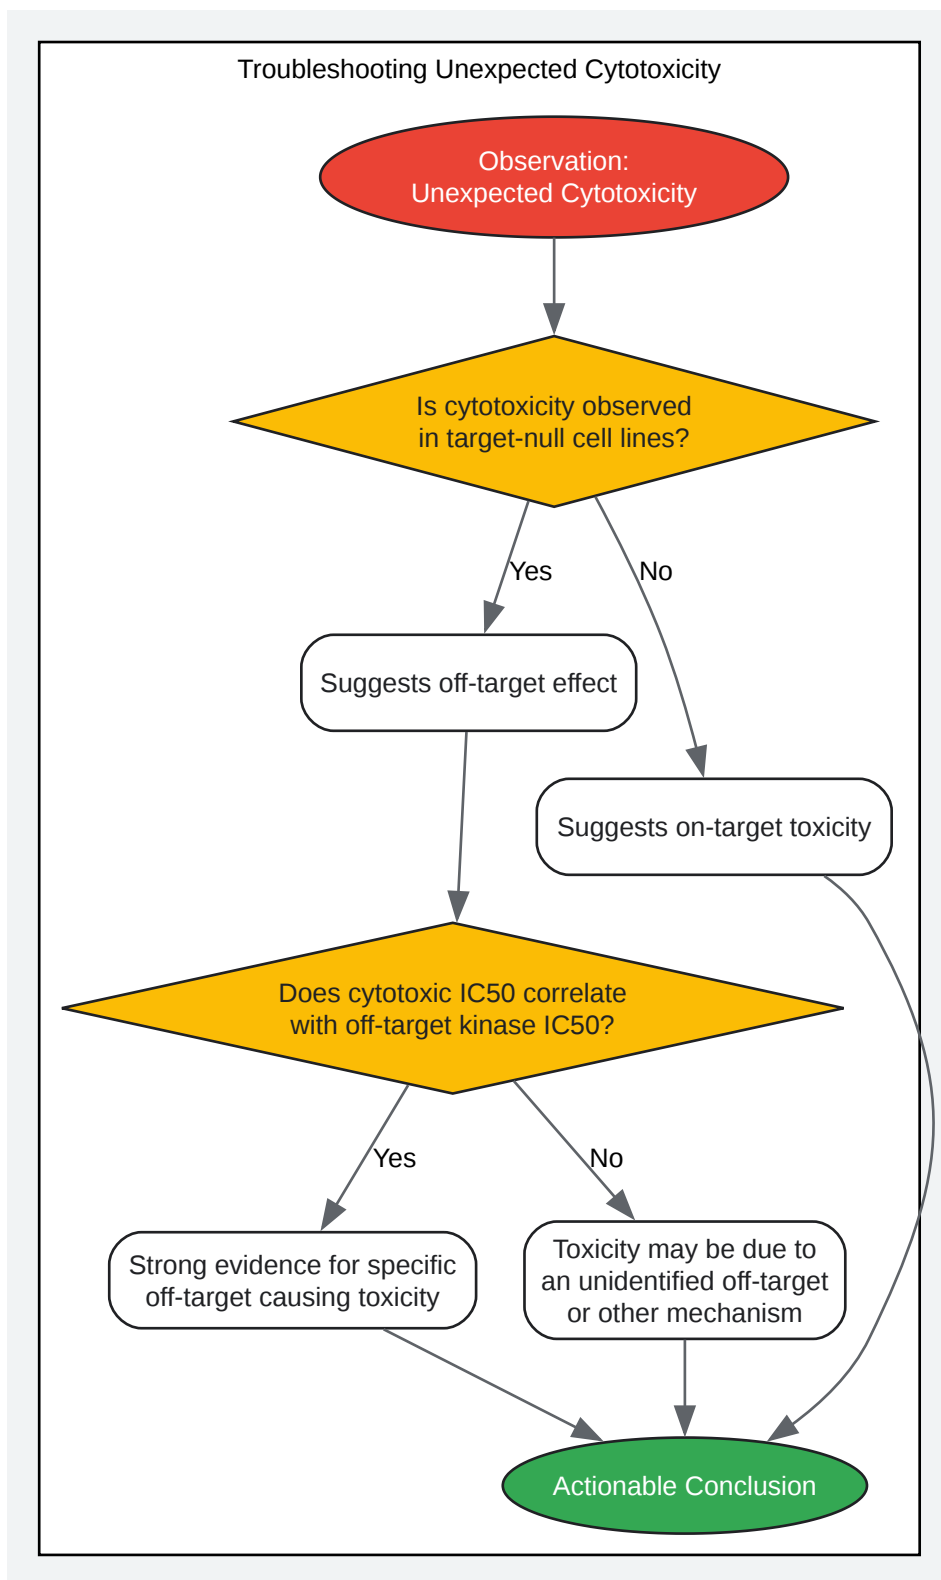 Troubleshooting Unexpected Cytotoxicity
Observation:
Unexpected Cytotoxicity
Is cytotoxicity observed
in target-null cell lines?
Yes
No
Suggests off-target effect
Suggests on-target toxicity
Does cytotoxic IC50 correlate
with off-target kinase IC50?
Yes
No
Strong evidence for specific
off-target causing toxicity
Toxicity may be due to
an unidentified off-target
or other mechanism
Actionable Conclusion